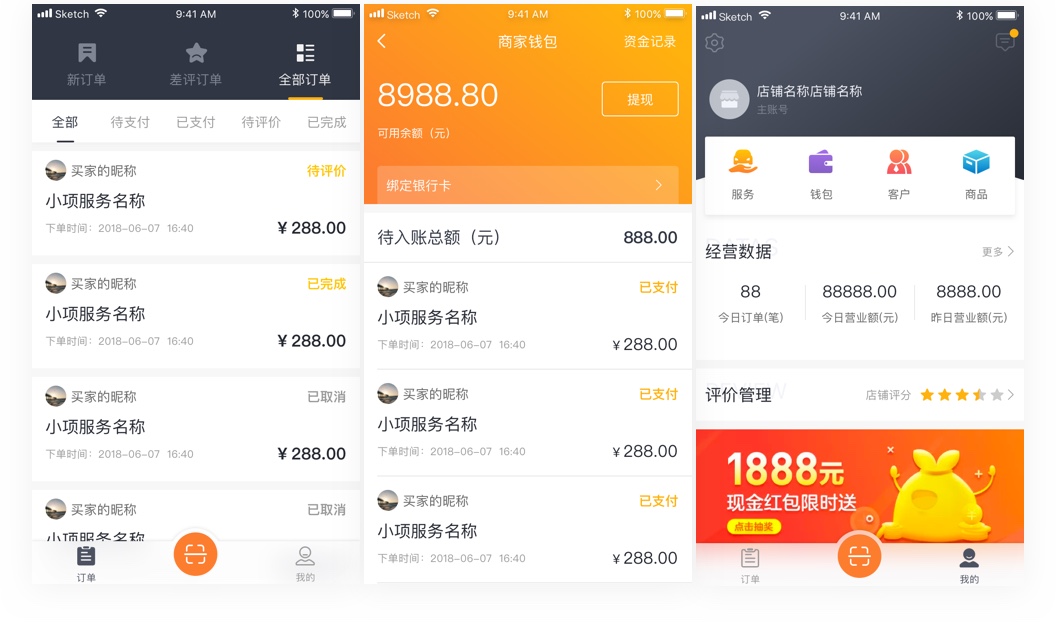 Sketch 9:41 AM 100%
新订单 差评订单 全部订单
全部 待支付 已支付 待评价 已完成
买家的昵称 待评价
小项服务名称
下单时间：2018-06-07 16:40 ¥288.00
买家的昵称 已完成
小项服务名称
下单时间：2018-06-07 16:40 ¥288.00
买家的昵称 已取消
小项服务名称
下单时间：2018-06-07 16:40 ¥288.00
买家的昵称 已取消
小项服务名称
订单 我的
Sketch 9:41 AM 100%
商家钱包 资金记录
8988.80 提现
可用余额（元）
绑定银行卡
待入账总额（元） 888.00
买家的昵称 已支付
小项服务名称
下单时间：2018-06-07 16:40 ¥288.00
买家的昵称 已支付
小项服务名称
下单时间：2018-06-07 16:40 ¥288.00
买家的昵称 已支付
小项服务名称
下单时间：2018-06-07 16:40 ¥288.00
Sketch 9:41 AM 100%
店铺名称店铺名称
主账号
服务 钱包 客户 商品
经营数据 更多
88 88888.00 8888.00
今日订单(笔) 今日营业额(元) 昨日营业额(元)
评价管理 店铺评分
1888元
现金红包限时送
点击抽奖
订单 我的